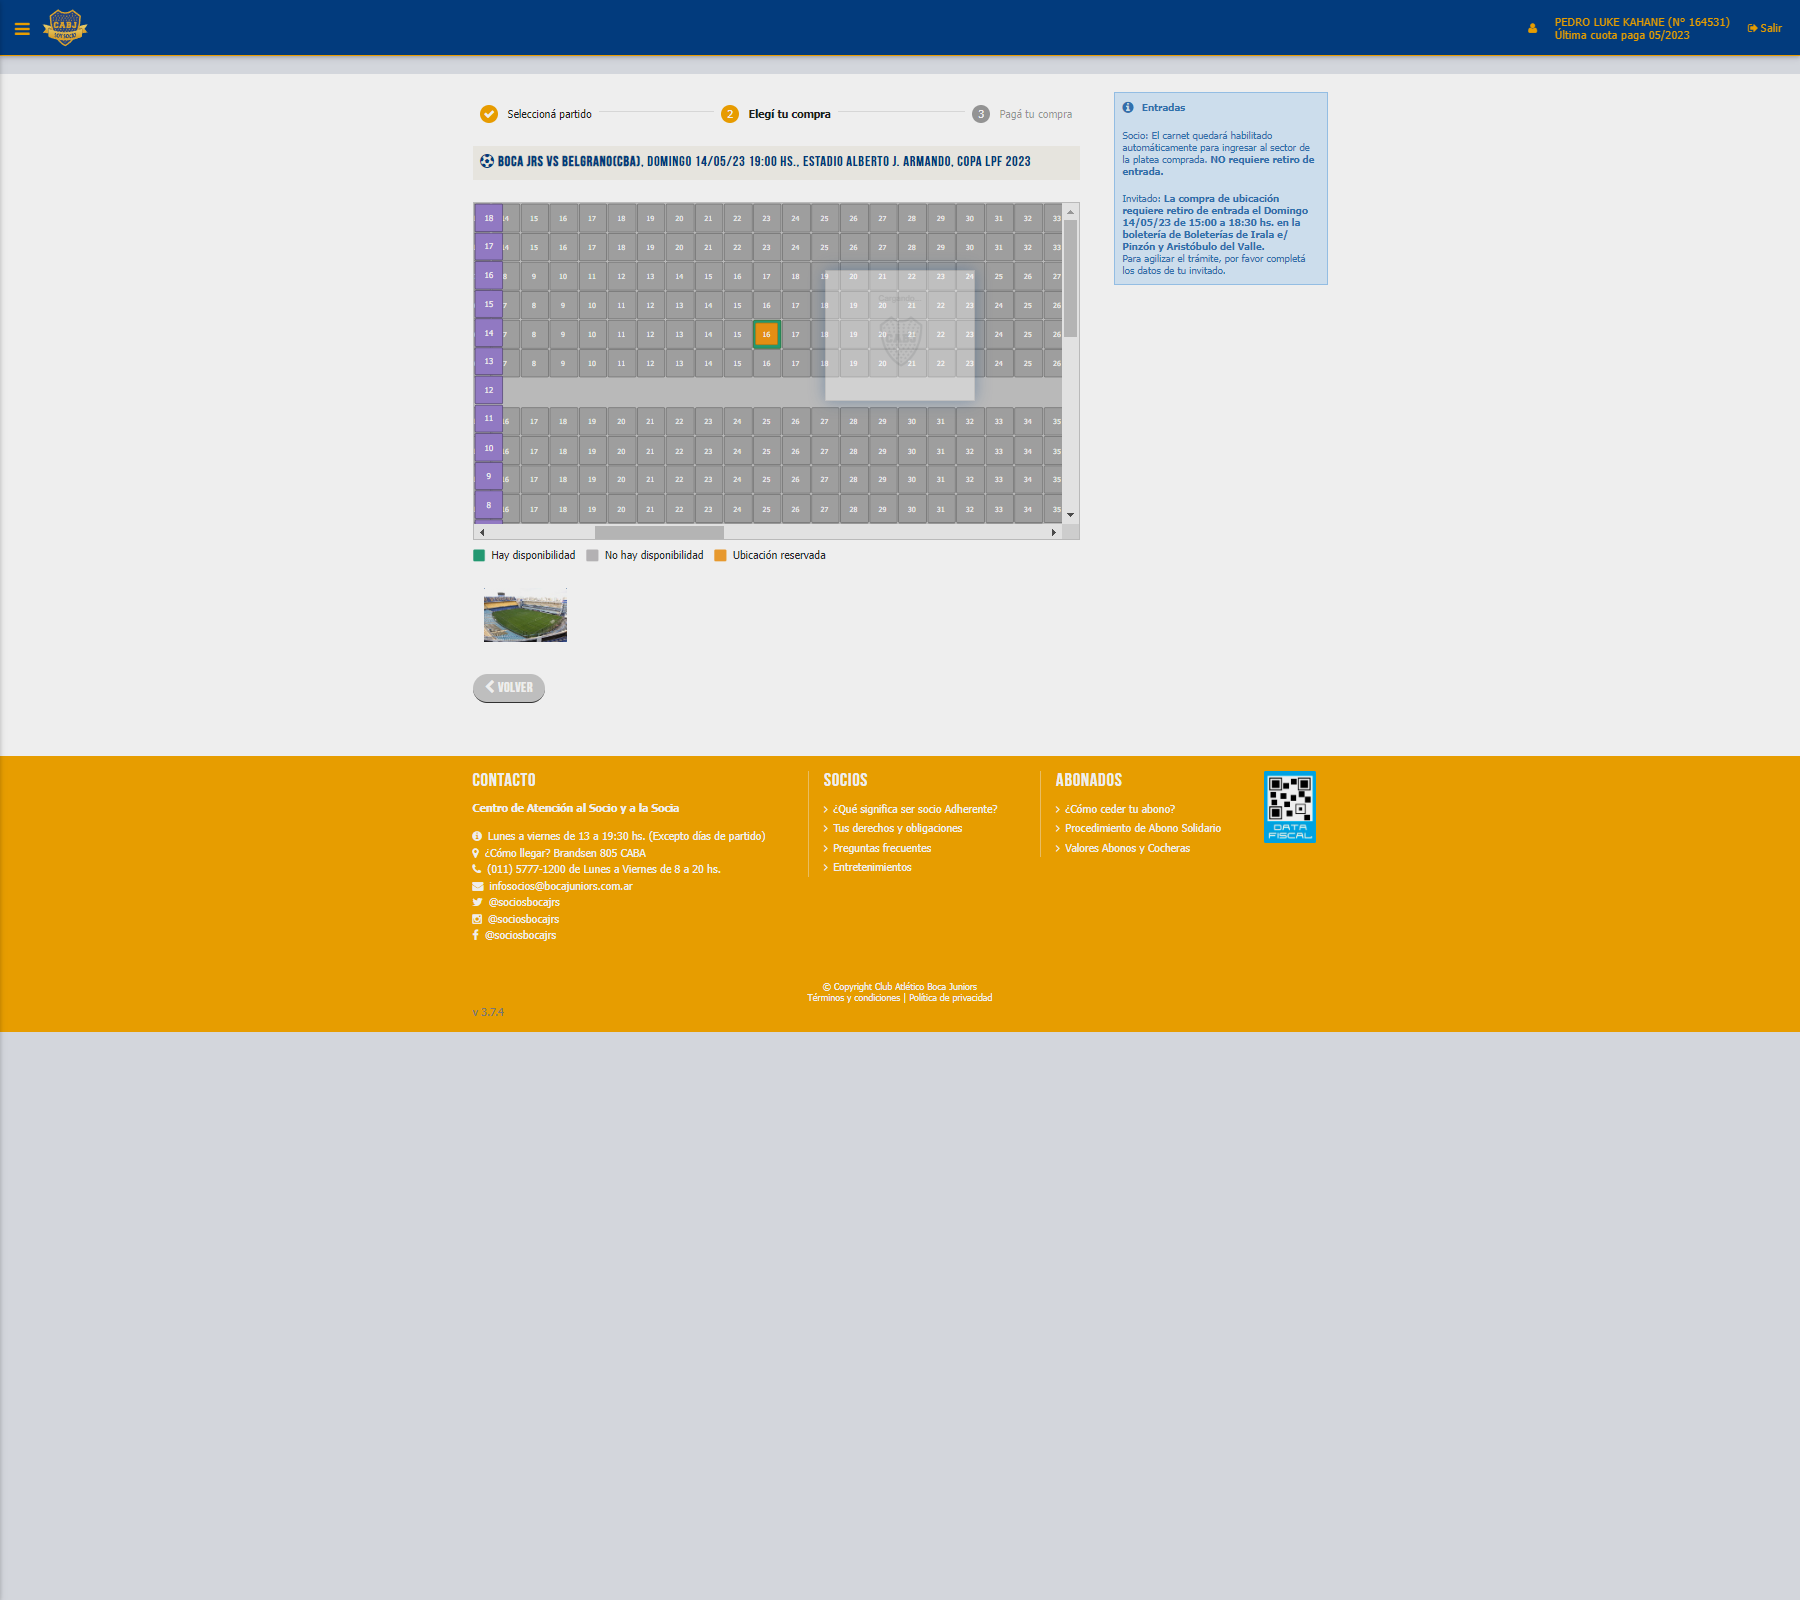 CABJ
SOY SOCIO
PEDRO LUKE KAHANE (Nº 164531)
Última cuota paga 05/2023
Salir
Seleccioná partido
2 Elegí tu compra
3 Pagá tu compra
BOCA JRS VS BELGRANO(CBA), DOMINGO 14/05/23 19:00 HS., ESTADIO ALBERTO J. ARMANDO, COPA LPF 2023
18 15 16 17 18 19 20 21 22 23 24 25 26 27 28 29 30 31 32 33
17 15 16 17 18 19 20 21 22 23 24 25 26 27 28 29 30 31 32 33
16 8 9 10 11 12 13 14 15 16 17 18 19 20 21 22 23 24 25 26 27
15 7 8 9 10 11 12 13 14 15 16 17 18 19 20 21 22 23 24 25 26
14 7 8 9 10 11 12 13 14 15 16 17 18 19 20 21 22 23 24 25 26
13 7 8 9 10 11 12 13 14 15 16 17 18 19 20 21 22 23 24 25 26
12
11 16 17 18 19 20 21 22 23 24 25 26 27 28 29 30 31 32 33 34 35
10 16 17 18 19 20 21 22 23 24 25 26 27 28 29 30 31 32 33 34 35
9 16 17 18 19 20 21 22 23 24 25 26 27 28 29 30 31 32 33 34 35
8 16 17 18 19 20 21 22 23 24 25 26 27 28 29 30 31 32 33 34 35
Hay disponibilidad No hay disponibilidad Ubicación reservada
VOLVER
Entradas
Socio: El carnet quedará habilitado
automáticamente para ingresar al sector de
la platea comprada. NO requiere retiro de
entrada.
Invitado: La compra de ubicación
requiere retiro de entrada el Domingo
14/05/23 de 15:00 a 18:30 hs. en la
boletería de Boleterías de Irala e/
Pinzón y Aristóbulo del Valle.
Para agilizar el trámite, por favor completá
los datos de tu invitado.
CONTACTO
Centro de Atención al Socio y a la Socia
Lunes a viernes de 13 a 19:30 hs. (Excepto días de partido)
¿Cómo llegar? Brandsen 805 CABA
(011) 5777-1200 de Lunes a Viernes de 8 a 20 hs.
infosocios@bocajuniors.com.ar
@sociosbocajrs
@sociosbocajrs
@sociosbocajrs
SOCIOS
¿Qué significa ser socio Adherente?
Tus derechos y obligaciones
Preguntas frecuentes
Entretenimientos
ABONADOS
¿Cómo ceder tu abono?
Procedimiento de Abono Solidario
Valores Abonos y Cocheras
DATA
FISCAL
© Copyright Club Atlético Boca Juniors
Términos y condiciones | Política de privacidad
v 3.7.4